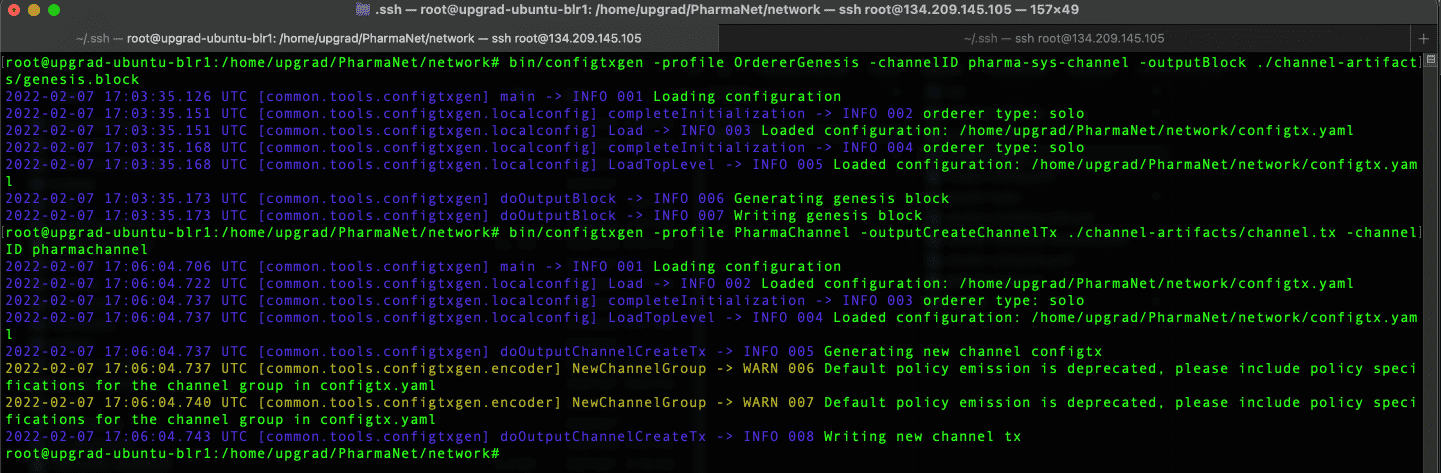 .ssh — root@upgrad-ubuntu-blr1: /home/upgrad/PharmaNet/network — ssh root@134.209.145.105 — 157×49
~/.ssh — root@upgrad-ubuntu-blr1: /home/upgrad/PharmaNet/network — ssh root@134.209.145.105
~/.ssh — ssh root@134.209.145.105
[root@upgrad-ubuntu-blr1:/home/upgrad/PharmaNet/network# bin/configtxgen -profile OrdererGenesis -channelID pharma-sys-channel -outputBlock ./channel-artifact]
s/genesis.block
2022-02-07 17:03:35.126 UTC [common.tools.configtxgen] main -> INFO 001 Loading configuration
2022-02-07 17:03:35.151 UTC [common.tools.configtxgen.localconfig] completeInitialization -> INFO 002 orderer type: solo
2022-02-07 17:03:35.151 UTC [common.tools.configtxgen.localconfig] Load -> INFO 003 Loaded configuration: /home/upgrad/PharmaNet/network/configtx.yaml
2022-02-07 17:03:35.168 UTC [common.tools.configtxgen.localconfig] completeInitialization -> INFO 004 orderer type: solo
2022-02-07 17:03:35.168 UTC [common.tools.configtxgen.localconfig] LoadTopLevel -> INFO 005 Loaded configuration: /home/upgrad/PharmaNet/network/configtx.yam
l
2022-02-07 17:03:35.173 UTC [common.tools.configtxgen] doOutputBlock -> INFO 006 Generating genesis block
2022-02-07 17:03:35.173 UTC [common.tools.configtxgen] doOutputBlock -> INFO 007 Writing genesis block
[root@upgrad-ubuntu-blr1:/home/upgrad/PharmaNet/network# bin/configtxgen -profile PharmaChannel -outputCreateChannelTx ./channel-artifacts/channel.tx -channel]
ID pharmachannel
2022-02-07 17:06:04.706 UTC [common.tools.configtxgen] main -> INFO 001 Loading configuration
2022-02-07 17:06:04.722 UTC [common.tools.configtxgen.localconfig] Load -> INFO 002 Loaded configuration: /home/upgrad/PharmaNet/network/configtx.yaml
2022-02-07 17:06:04.737 UTC [common.tools.configtxgen.localconfig] completeInitialization -> INFO 003 orderer type: solo
2022-02-07 17:06:04.737 UTC [common.tools.configtxgen.localconfig] LoadTopLevel -> INFO 004 Loaded configuration: /home/upgrad/PharmaNet/network/configtx.yam
l
2022-02-07 17:06:04.737 UTC [common.tools.configtxgen] doOutputChannelCreateTx -> INFO 005 Generating new channel configtx
2022-02-07 17:06:04.737 UTC [common.tools.configtxgen.encoder] NewChannelGroup -> WARN 006 Default policy emission is deprecated, please include policy speci
fications for the channel group in configtx.yaml
2022-02-07 17:06:04.740 UTC [common.tools.configtxgen.encoder] NewChannelGroup -> WARN 007 Default policy emission is deprecated, please include policy speci
fications for the channel group in configtx.yaml
2022-02-07 17:06:04.743 UTC [common.tools.configtxgen] doOutputChannelCreateTx -> INFO 008 Writing new channel tx
root@upgrad-ubuntu-blr1:/home/upgrad/PharmaNet/network#